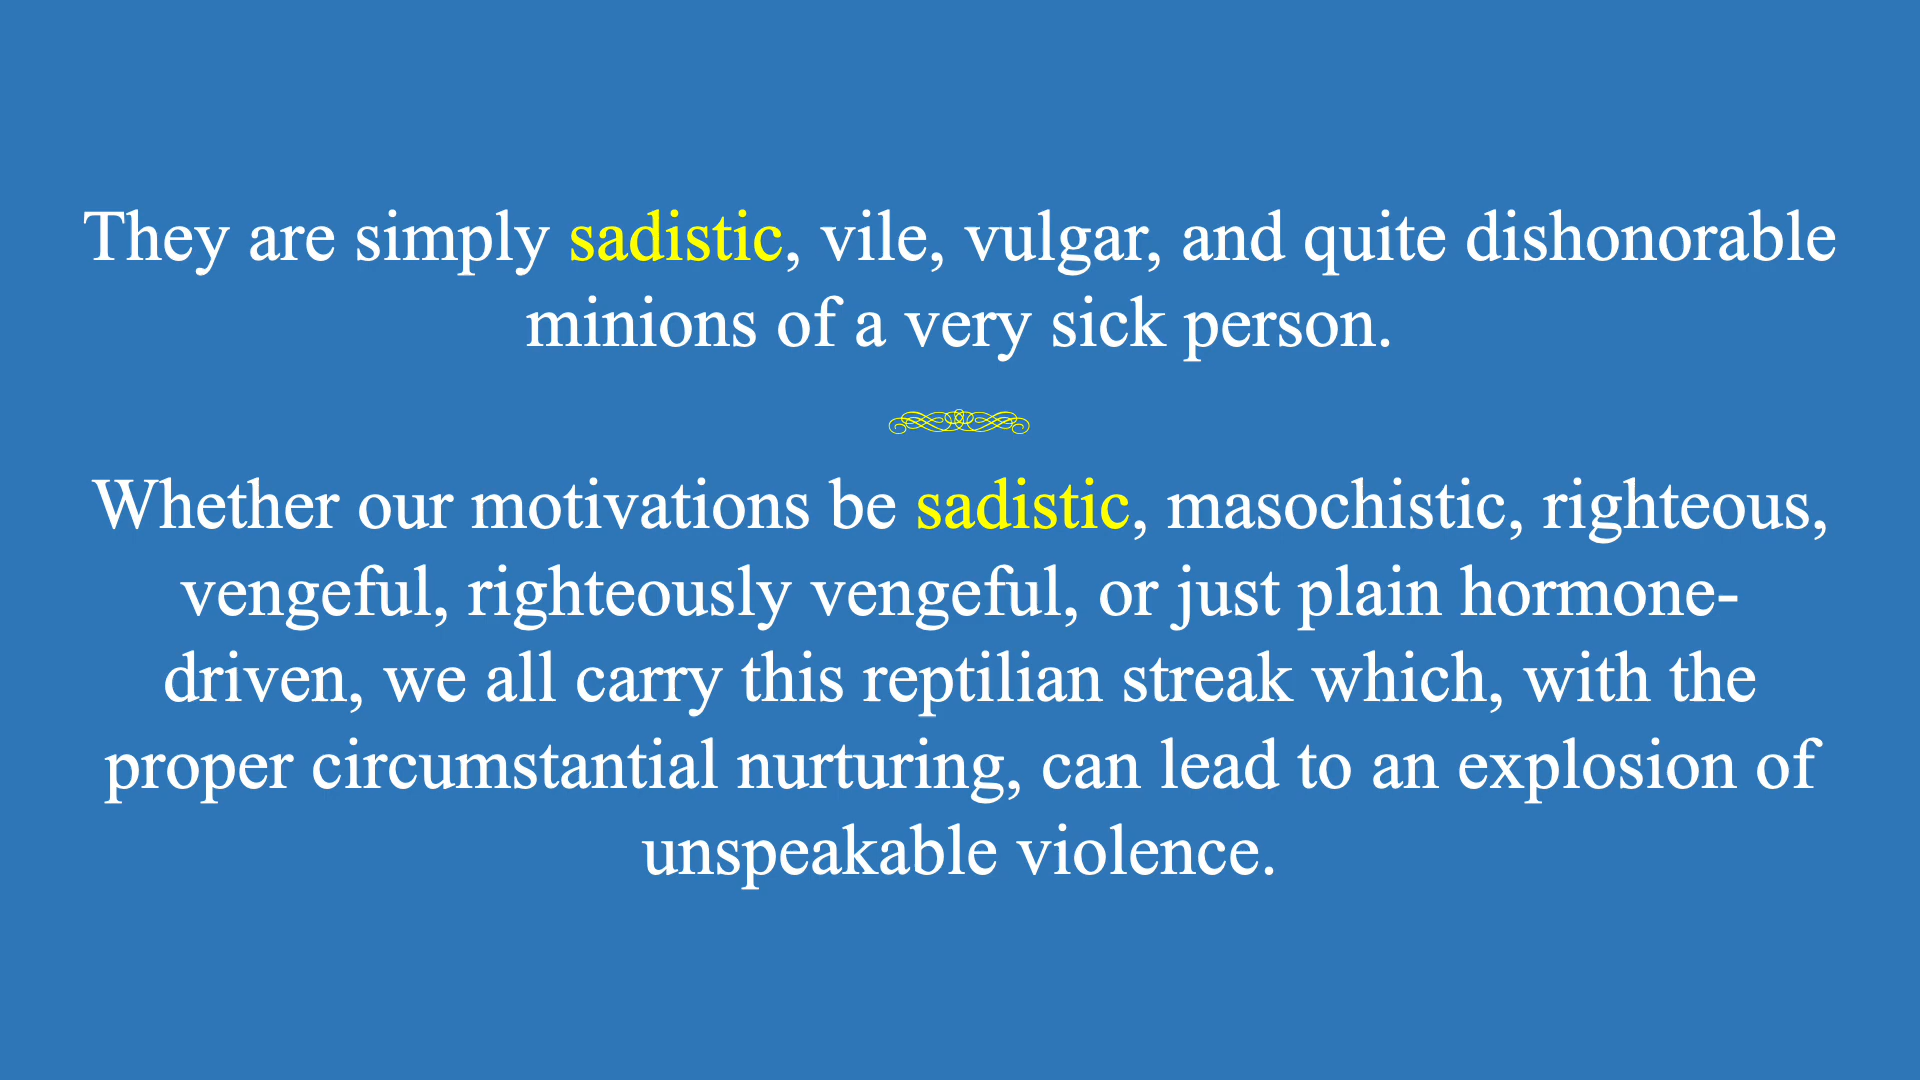 They are simply sadistic, vile, vulgar, and quite dishonorable
minions of a very sick person.
Whether our motivations be sadistic, masochistic, righteous,
vengeful, righteously vengeful, or just plain hormone-
driven, we all carry this reptilian streak which, with the
proper circumstantial nurturing, can lead to an explosion of
unspeakable violence.